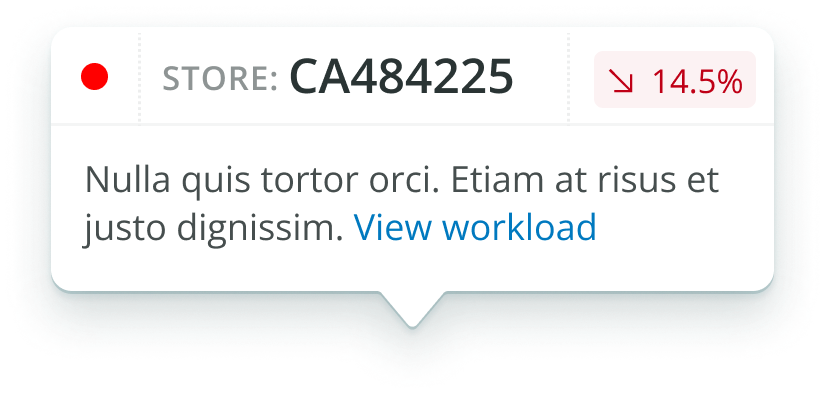 STORE: CA484225
14.5%
Nulla quis tortor orci. Etiam at risus et
justo dignissim. View workload